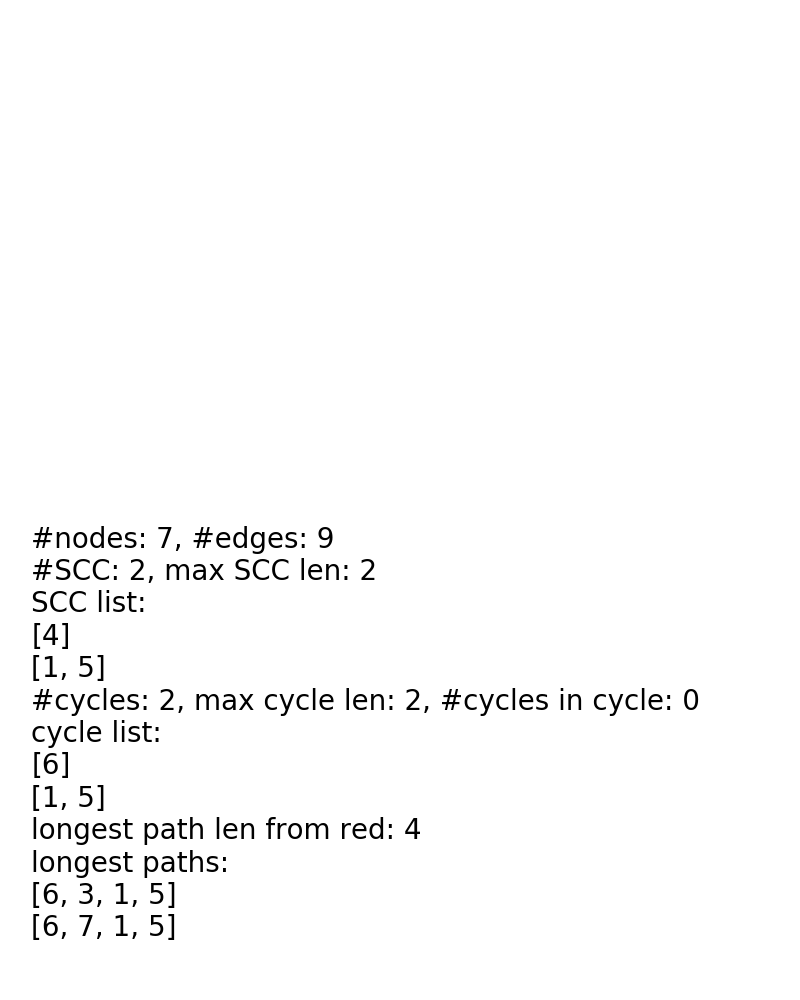 #nodes: 7, #edges: 9
#SCC: 2, max SCC len: 2
SCC list:
[4]
[1, 5]
#cycles: 2, max cycle len: 2, #cycles in cycle: 0
cycle list:
[6]
[1, 5]
longest path len from red: 4
longest paths:
[6, 3, 1, 5]
[6, 7, 1, 5]